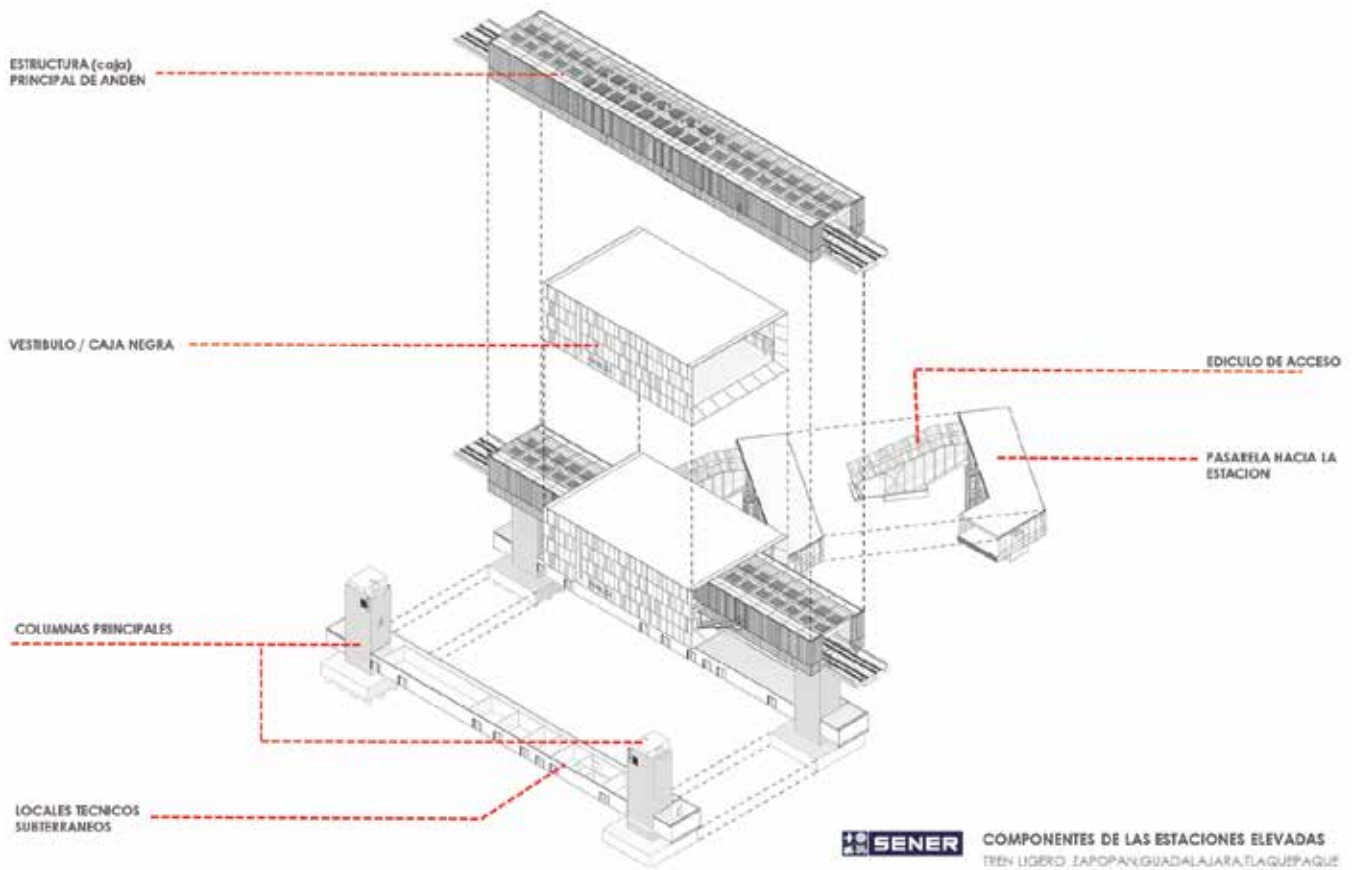 ESTRUCTURA (caja)
PRINCIPAL DE ANDEN
VESTIBULO / CAJA NEGRA
EDICULO DE ACCESO
PASARELA HACIA LA
ESTACION
COLUMNAS PRINCIPALES
LOCALES TECNICOS
SUBTERRANEOS
SENER
COMPONENTES DE LAS ESTACIONES ELEVADAS
TREN LIGERO ZAPOPAN,GUADALAJARA,TLAQUEPAQUE